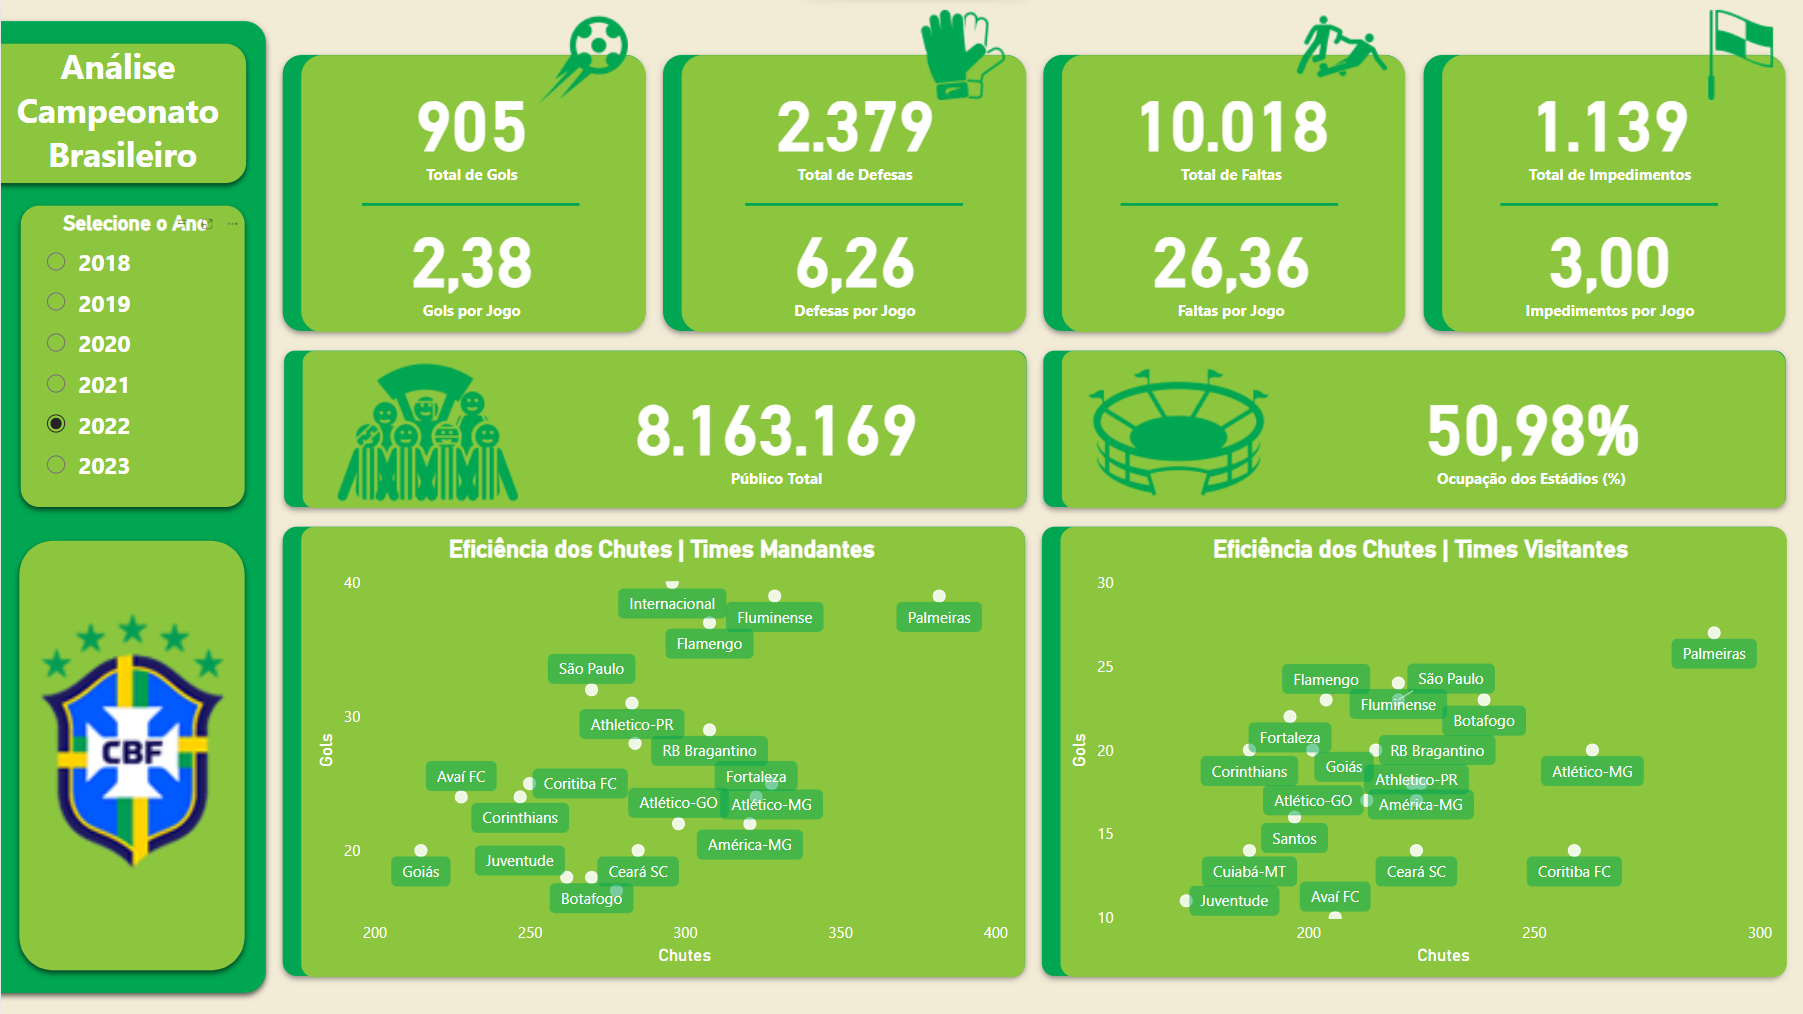 Análise
Campeonato
Brasileiro
Selecione o Ano
2018
2019
2020
2021
2022
2023
CBF
905
Total de Gols
2,38
Gols por Jogo
2.379
Total de Defesas
6,26
Defesas por Jogo
10.018
Total de Faltas
26,36
Faltas por Jogo
1.139
Total de Impedimentos
3,00
Impedimentos por Jogo
8.163.169
Público Total
50,98%
Ocupação dos Estádios (%)
Eficiência dos Chutes | Times Mandantes
Gols
40
30
20
Internacional
Fluminense
Palmeiras
Flamengo
São Paulo
Athletico-PR
RB Bragantino
Avaí FC
Coritiba FC
Fortaleza
Atlético-GO
Atlético-MG
Corinthians
América-MG
Juventude
Goiás
Ceará SC
Botafogo
200
250
300
350
400
Chutes
Eficiência dos Chutes | Times Visitantes
Gols
30
25
20
15
10
Palmeiras
Flamengo
São Paulo
Fluminense
Botafogo
Fortaleza
RB Bragantino
Corinthians
Goiás
Athletico-PR
Atlético-MG
Atlético-GO
América-MG
Santos
Cuiabá-MT
Ceará SC
Coritiba FC
Juventude
Avaí FC
200
250
300
Chutes